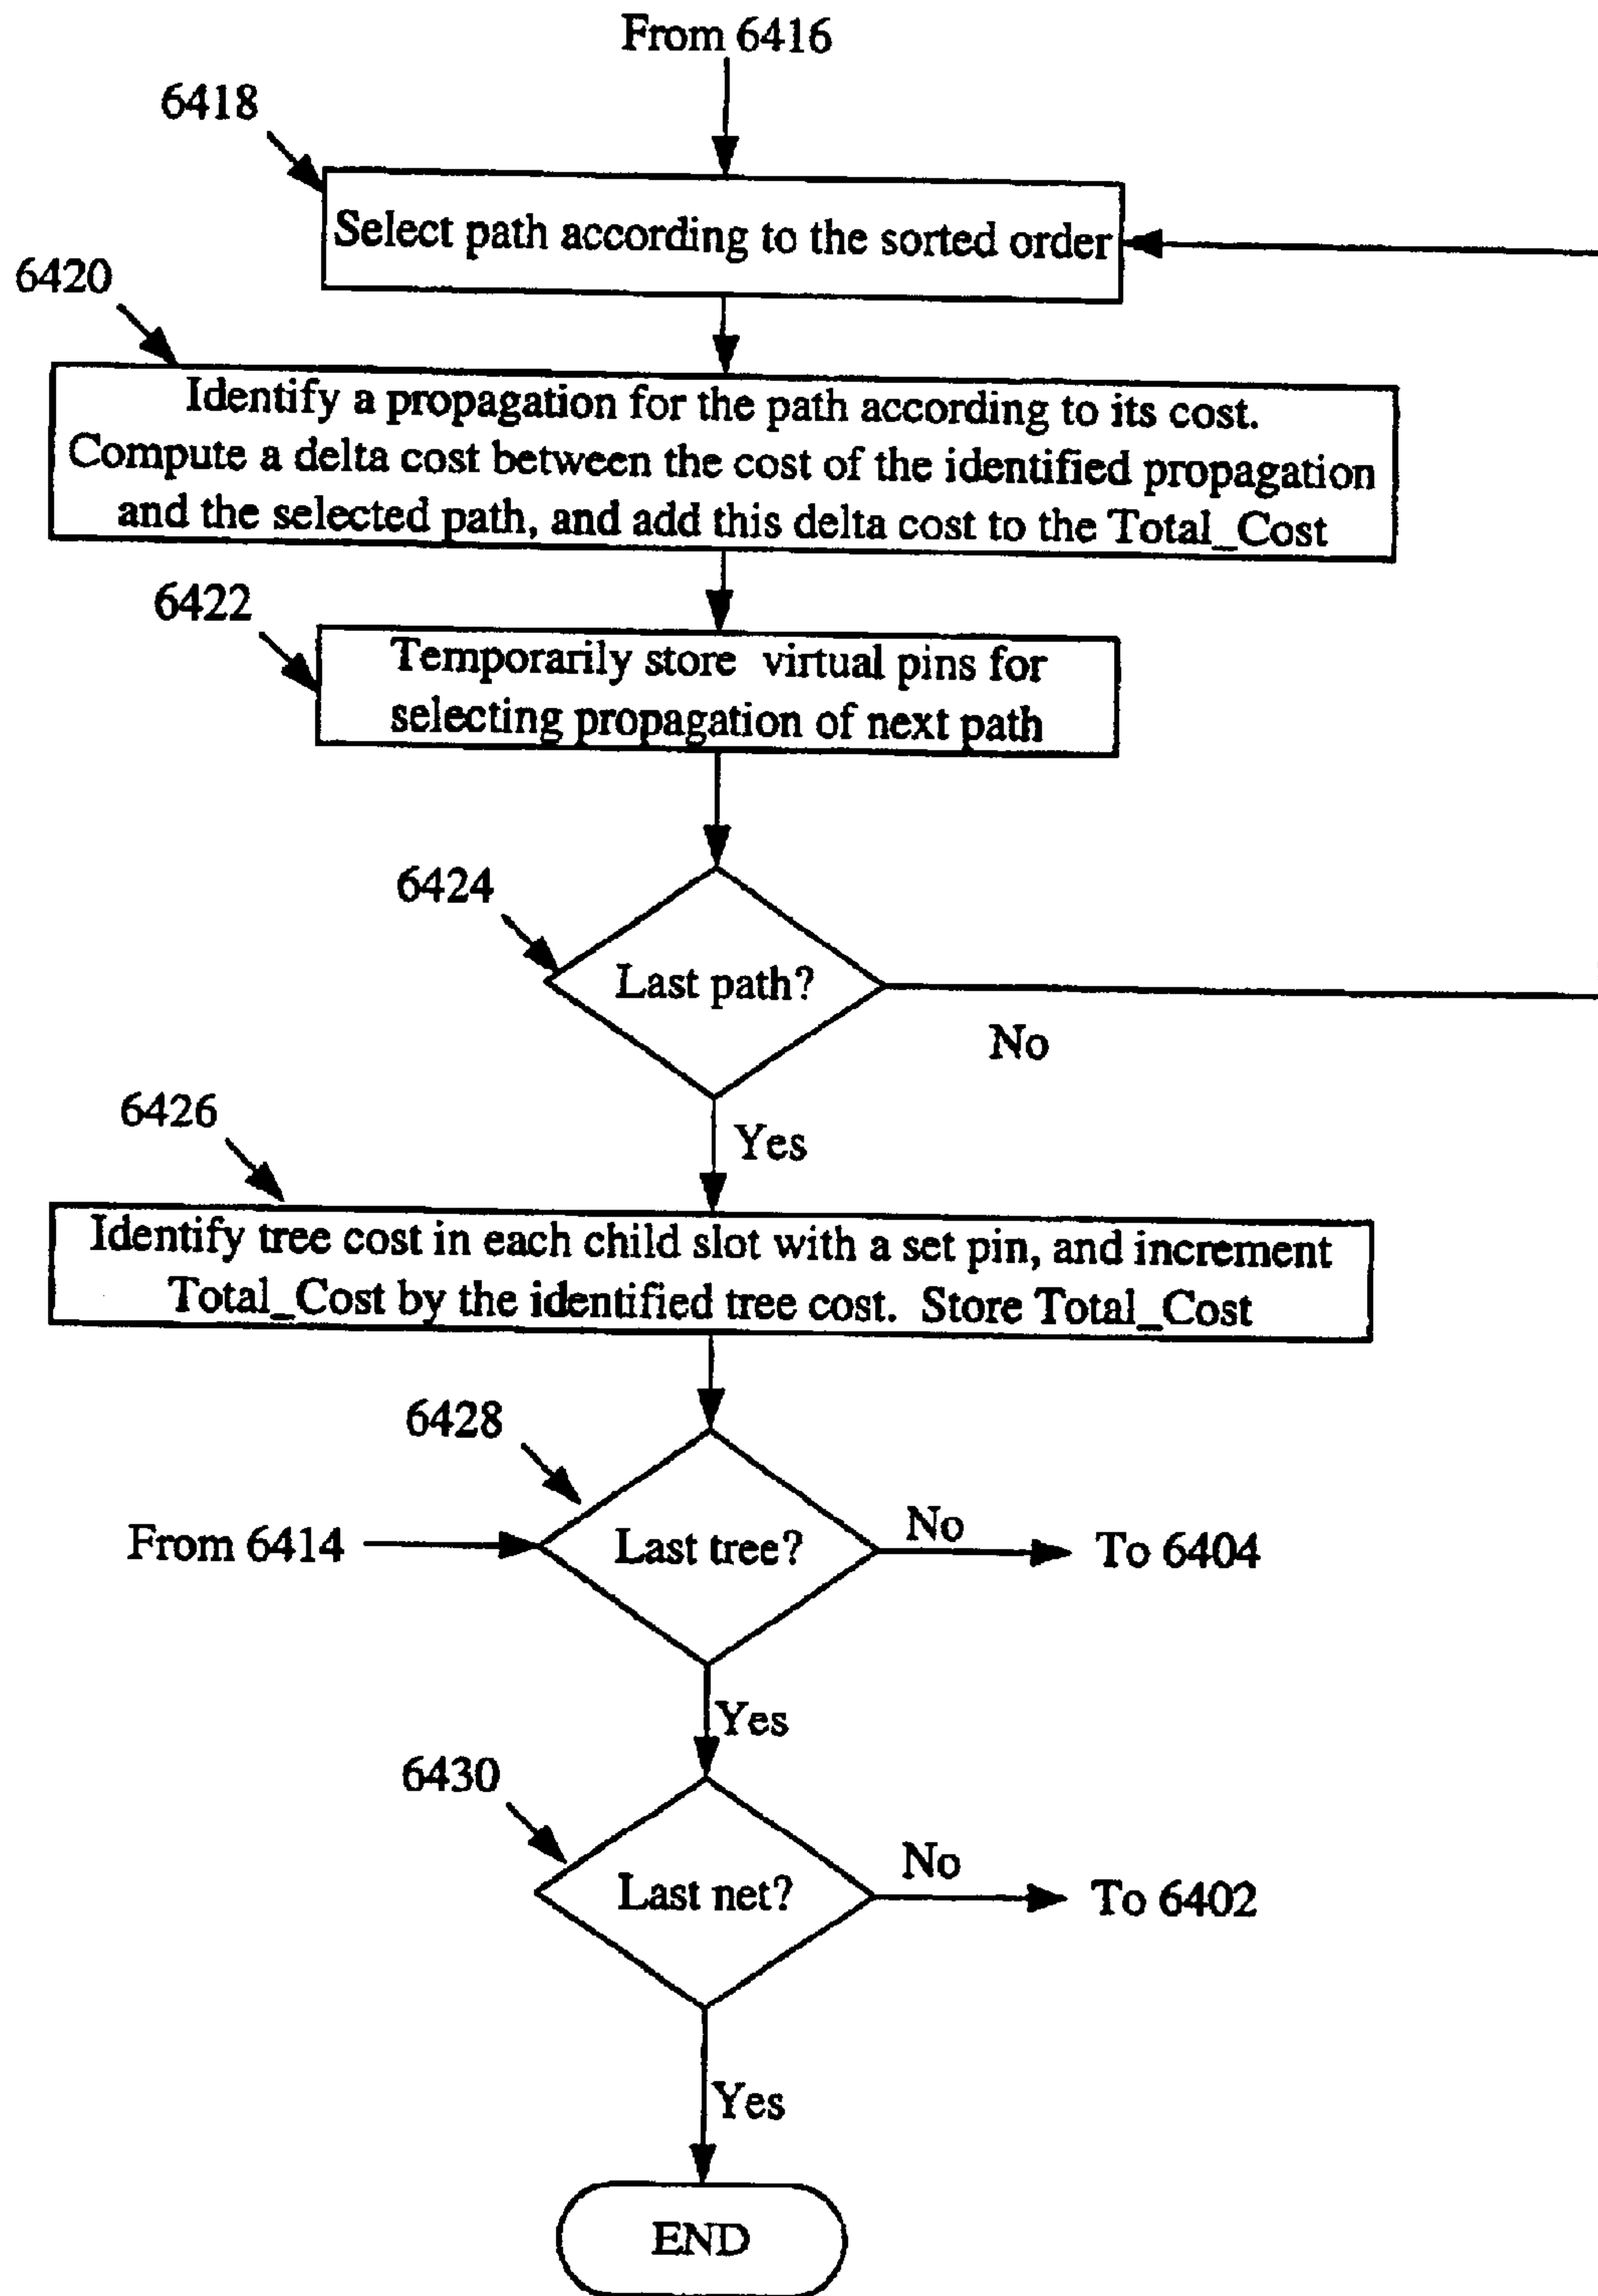 From 6416
6418
Select path according to the sorted order
6420
Identify a propagation for the path according to its cost.
Compute a delta cost between the cost of the identified propagation
and the selected path, and add this delta cost to the Total_Cost
6422
Temporarily store virtual pins for
selecting propagation of next path
6424
Last path?
No
Yes
6426
Identify tree cost in each child slot with a set pin, and increment
Total_Cost by the identified tree cost. Store Total_Cost
6428
From 6414
Last tree?
No
To 6404
Yes
6430
Last net?
No
To 6402
Yes
END